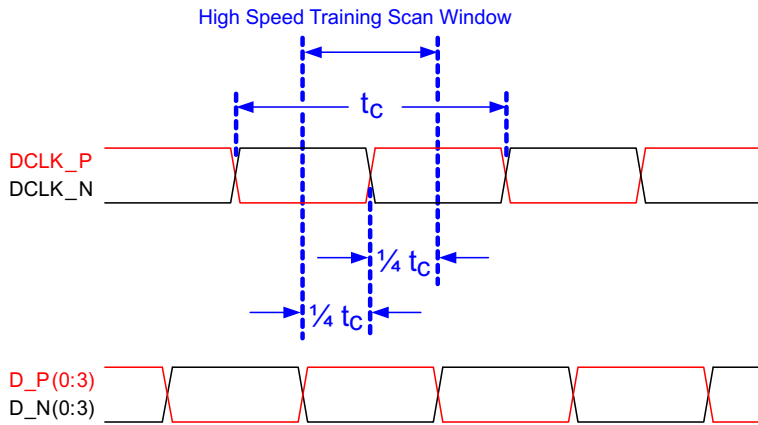 High Speed Training Scan Window
tC
DCLK_P
DCLK_N
¼ tC
¼ tC
D_P(0:3)
D_N(0:3)